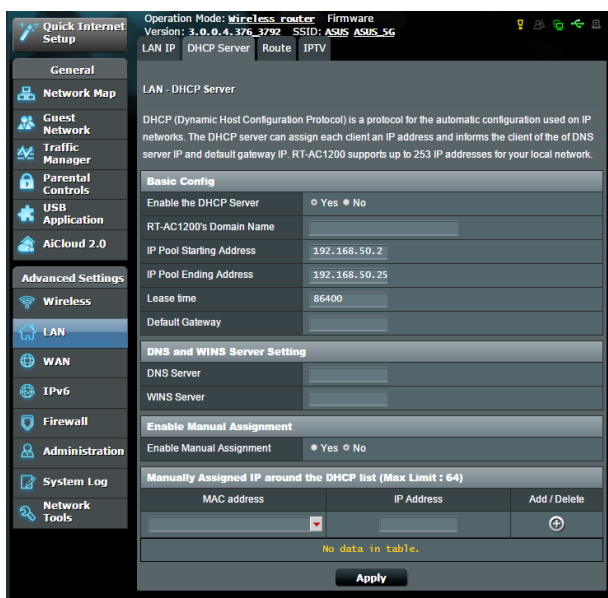 Quick Internet
Setup
General
Network Map
Guest
Network
Traffic
Manager
Parental
Controls
USB
Application
AiCloud 2.0
Advanced Settings
Wireless
LAN
WAN
IPv6
Firewall
Administration
System Log
Network
Tools
Operation Mode: Wireless router Firmware
Version: 3.0.0.4.376_3792 SSID: ASUS ASUS_5G
LAN IP DHCP Server Route IPTV
LAN - DHCP Server
DHCP (Dynamic Host Configuration Protocol) is a protocol for the automatic configuration used on IP
networks. The DHCP server can assign each client an IP address and informs the client of the of DNS
server IP and default gateway IP. RT-AC1200 supports up to 253 IP addresses for your local network.
Basic Config
Enable the DHCP Server Yes No
RT-AC1200's Domain Name
IP Pool Starting Address 192.168.50.2
IP Pool Ending Address 192.168.50.25
Lease time 86400
Default Gateway
DNS and WINS Server Setting
DNS Server
WINS Server
Enable Manual Assignment
Enable Manual Assignment Yes No
Manually Assigned IP around the DHCP list (Max Limit : 64)
MAC address IP Address Add / Delete
No data in table.
Apply